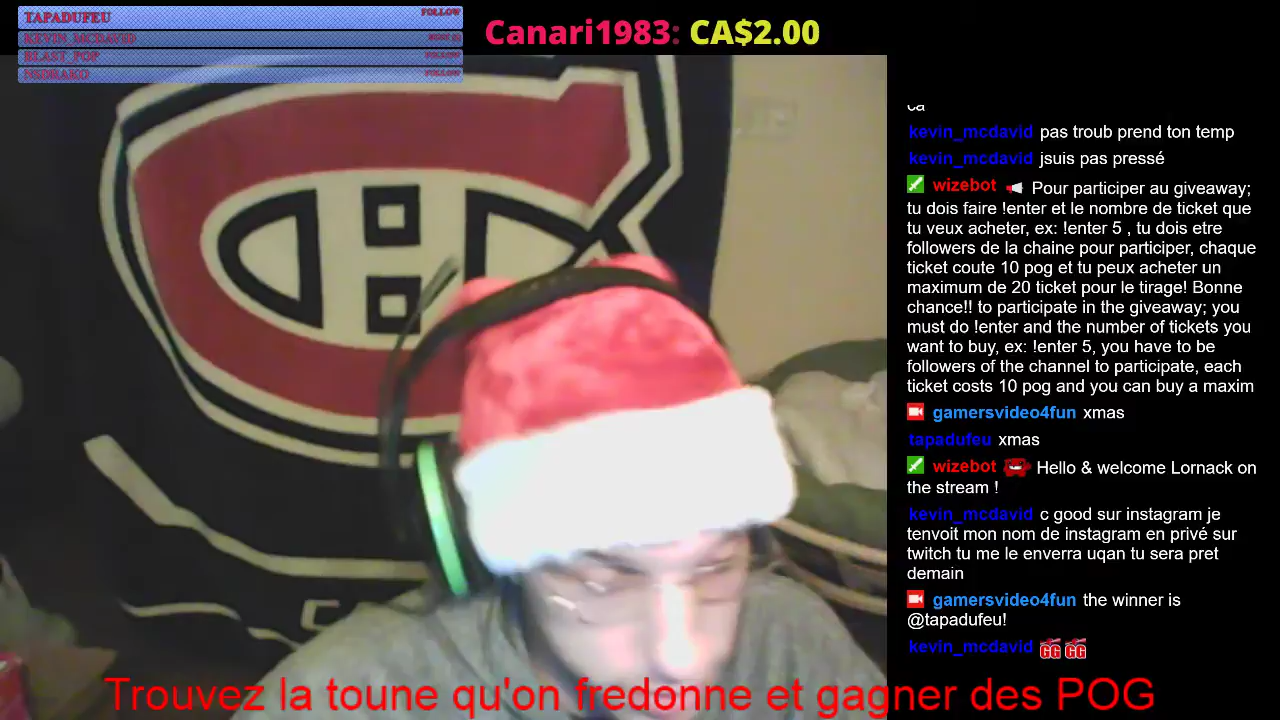 TAPADUFEU FOLLOW
KEVIN_MCDAVID
BLAST_POP FOLLOW
FOLLOW
Canari1983: CA$2.00
ca
kevin_mcdavid pas troub prend ton temp
kevin_mcdavid jsuis pas pressé
wizebot Pour participer au giveaway;
tu dois faire !enter et le nombre de ticket que
tu veux acheter, ex: !enter 5 , tu dois etre
followers de la chaine pour participer, chaque
ticket coute 10 pog et tu peux acheter un
maximum de 20 ticket pour le tirage! Bonne
chance!! to participate in the giveaway; you
must do !enter and the number of tickets you
want to buy, ex: !enter 5, you have to be
followers of the channel to participate, each
ticket costs 10 pog and you can buy a maxim
gamersvideo4fun xmas
tapadufeu xmas
wizebot Hello & welcome Lornack on
the stream !
kevin_mcdavid c good sur instagram je
tenvoit mon nom de instagram en privé sur
twitch tu me le enverra uqan tu sera pret
demain
gamersvideo4fun the winner is
@tapadufeu!
kevin_mcdavid GG GG
Trouvez la toune qu'on fredonne et gagner des POG